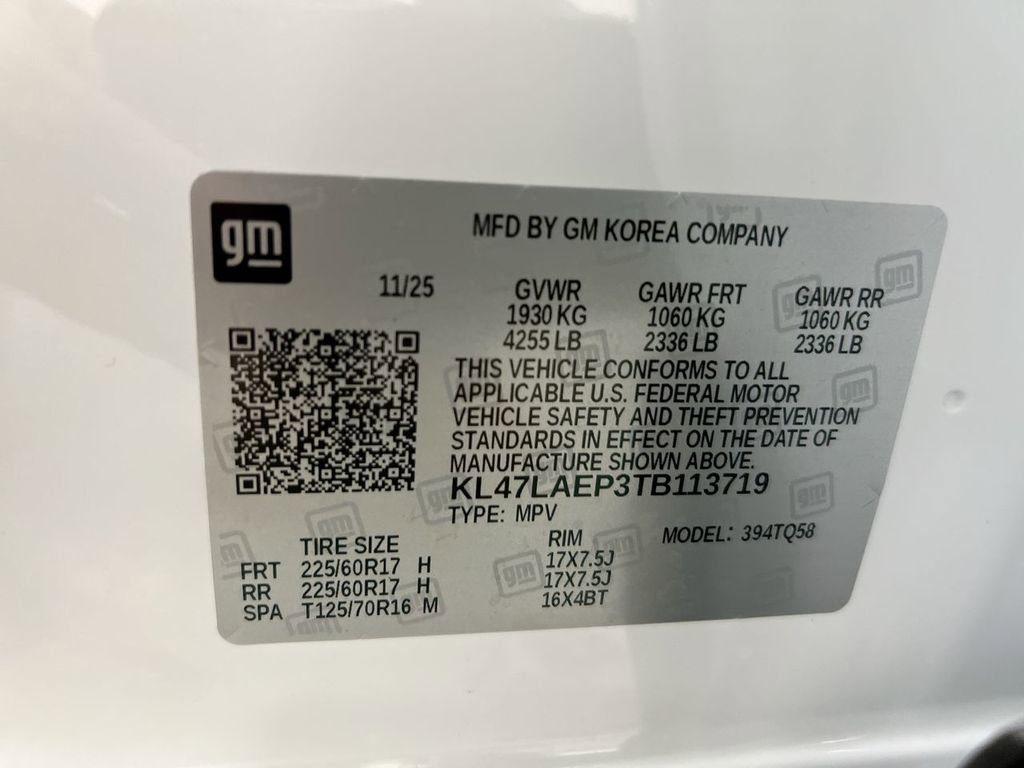 gm
MFD BY GM KOREA COMPANY
11/25 GVWR GAWR FRT GAWR RR
1930 KG 1060 KG 1060 KG
4255 LB 2336 LB 2336 LB
THIS VEHICLE CONFORMS TO ALL
APPLICABLE U.S. FEDERAL MOTOR
VEHICLE SAFETY AND THEFT PREVENTION
STANDARDS IN EFFECT ON THE DATE OF
MANUFACTURE SHOWN ABOVE.
KL47LAEP3TB113719
TYPE: MPV MODEL: 394TQ58
TIRE SIZE RIM
FRT 225/60R17 H 17X7.5J
RR 225/60R17 H 17X7.5J
SPA T125/70R16 M 16X4BT